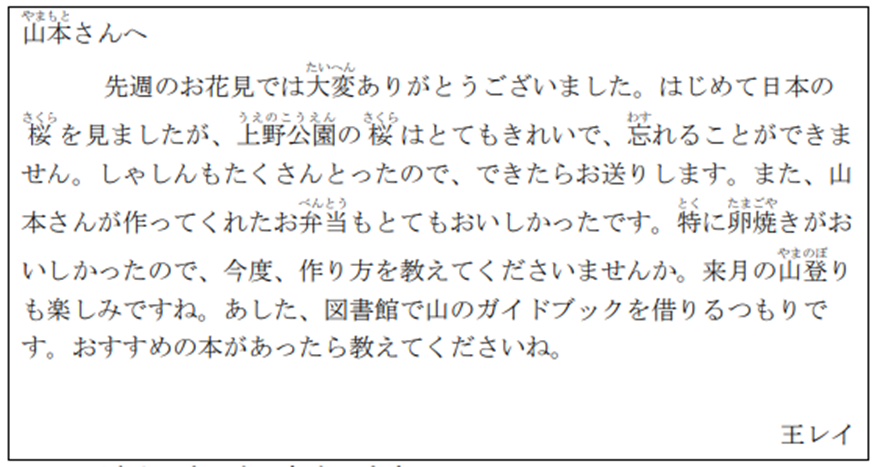 山本さんへ
先週のお花見では大変ありがとうございました。はじめて日本の
桜を見ましたが、上野公園の桜はとてもきれいで、忘れることができま
せん。しゃしんもたくさんとったので、できたらお送りします。また、山
本さんが作ってくれたお弁当もとてもおいしかったです。特に卵焼きがお
いしかったので、今度、作り方を教えてくださいませんか。来月の山登り
も楽しみですね。あした、図書館で山のガイドブックを借りるつもりで
す。おすすめの本があったら教えてくださいね。
王レイ